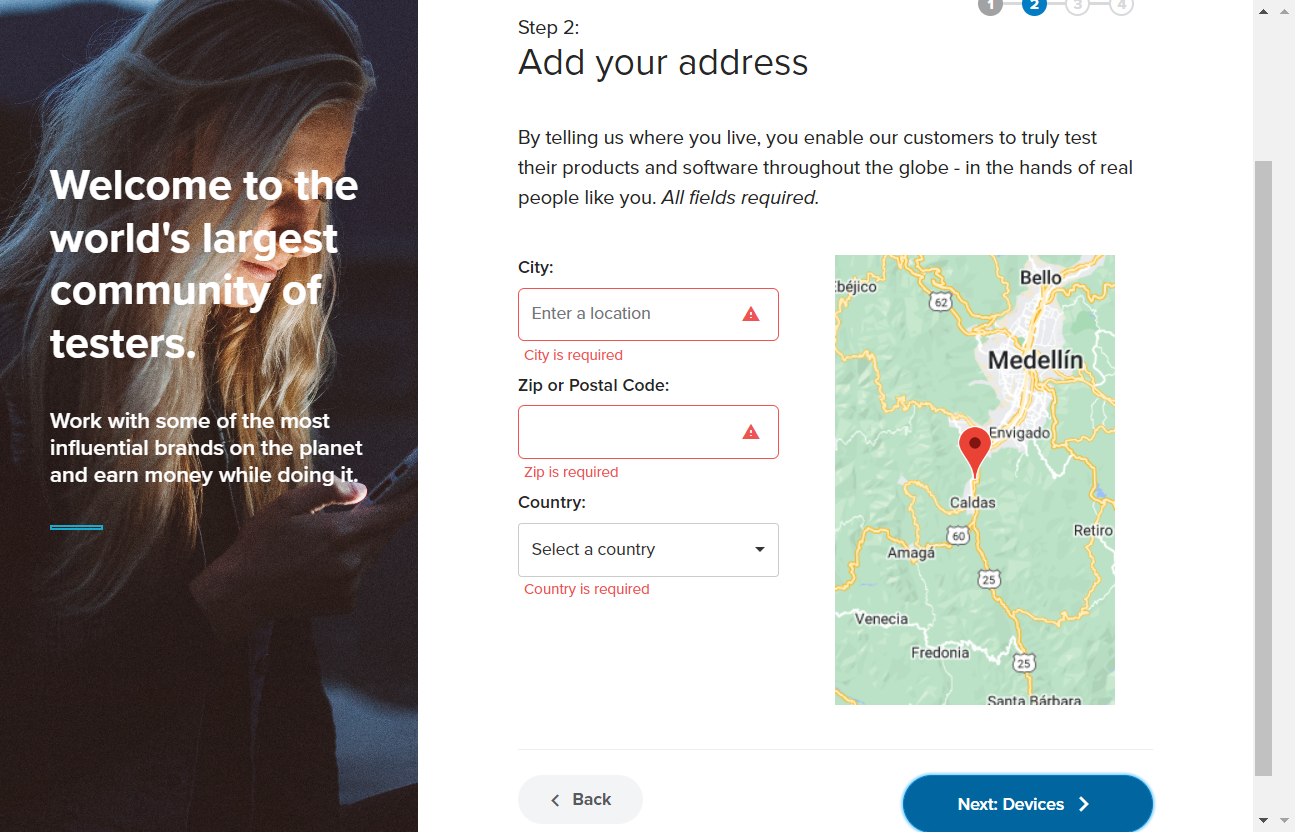 1 2 3 4
Step 2:
Add your address
By telling us where you live, you enable our customers to truly test
their products and software throughout the globe - in the hands of real
people like you. All fields required.
Welcome to the
world's largest
community of
testers.
Work with some of the most
influential brands on the planet
and earn money while doing it.
City:
Enter a location
City is required
Zip or Postal Code:
Zip is required
Country:
Select a country
Country is required
Bello
Ebéjico
62
Medellín
Envigado
Caldas
Retiro
60
Amagá
25
Venecia
Fredonia
25
Santa Bárbara
Back
Next: Devices